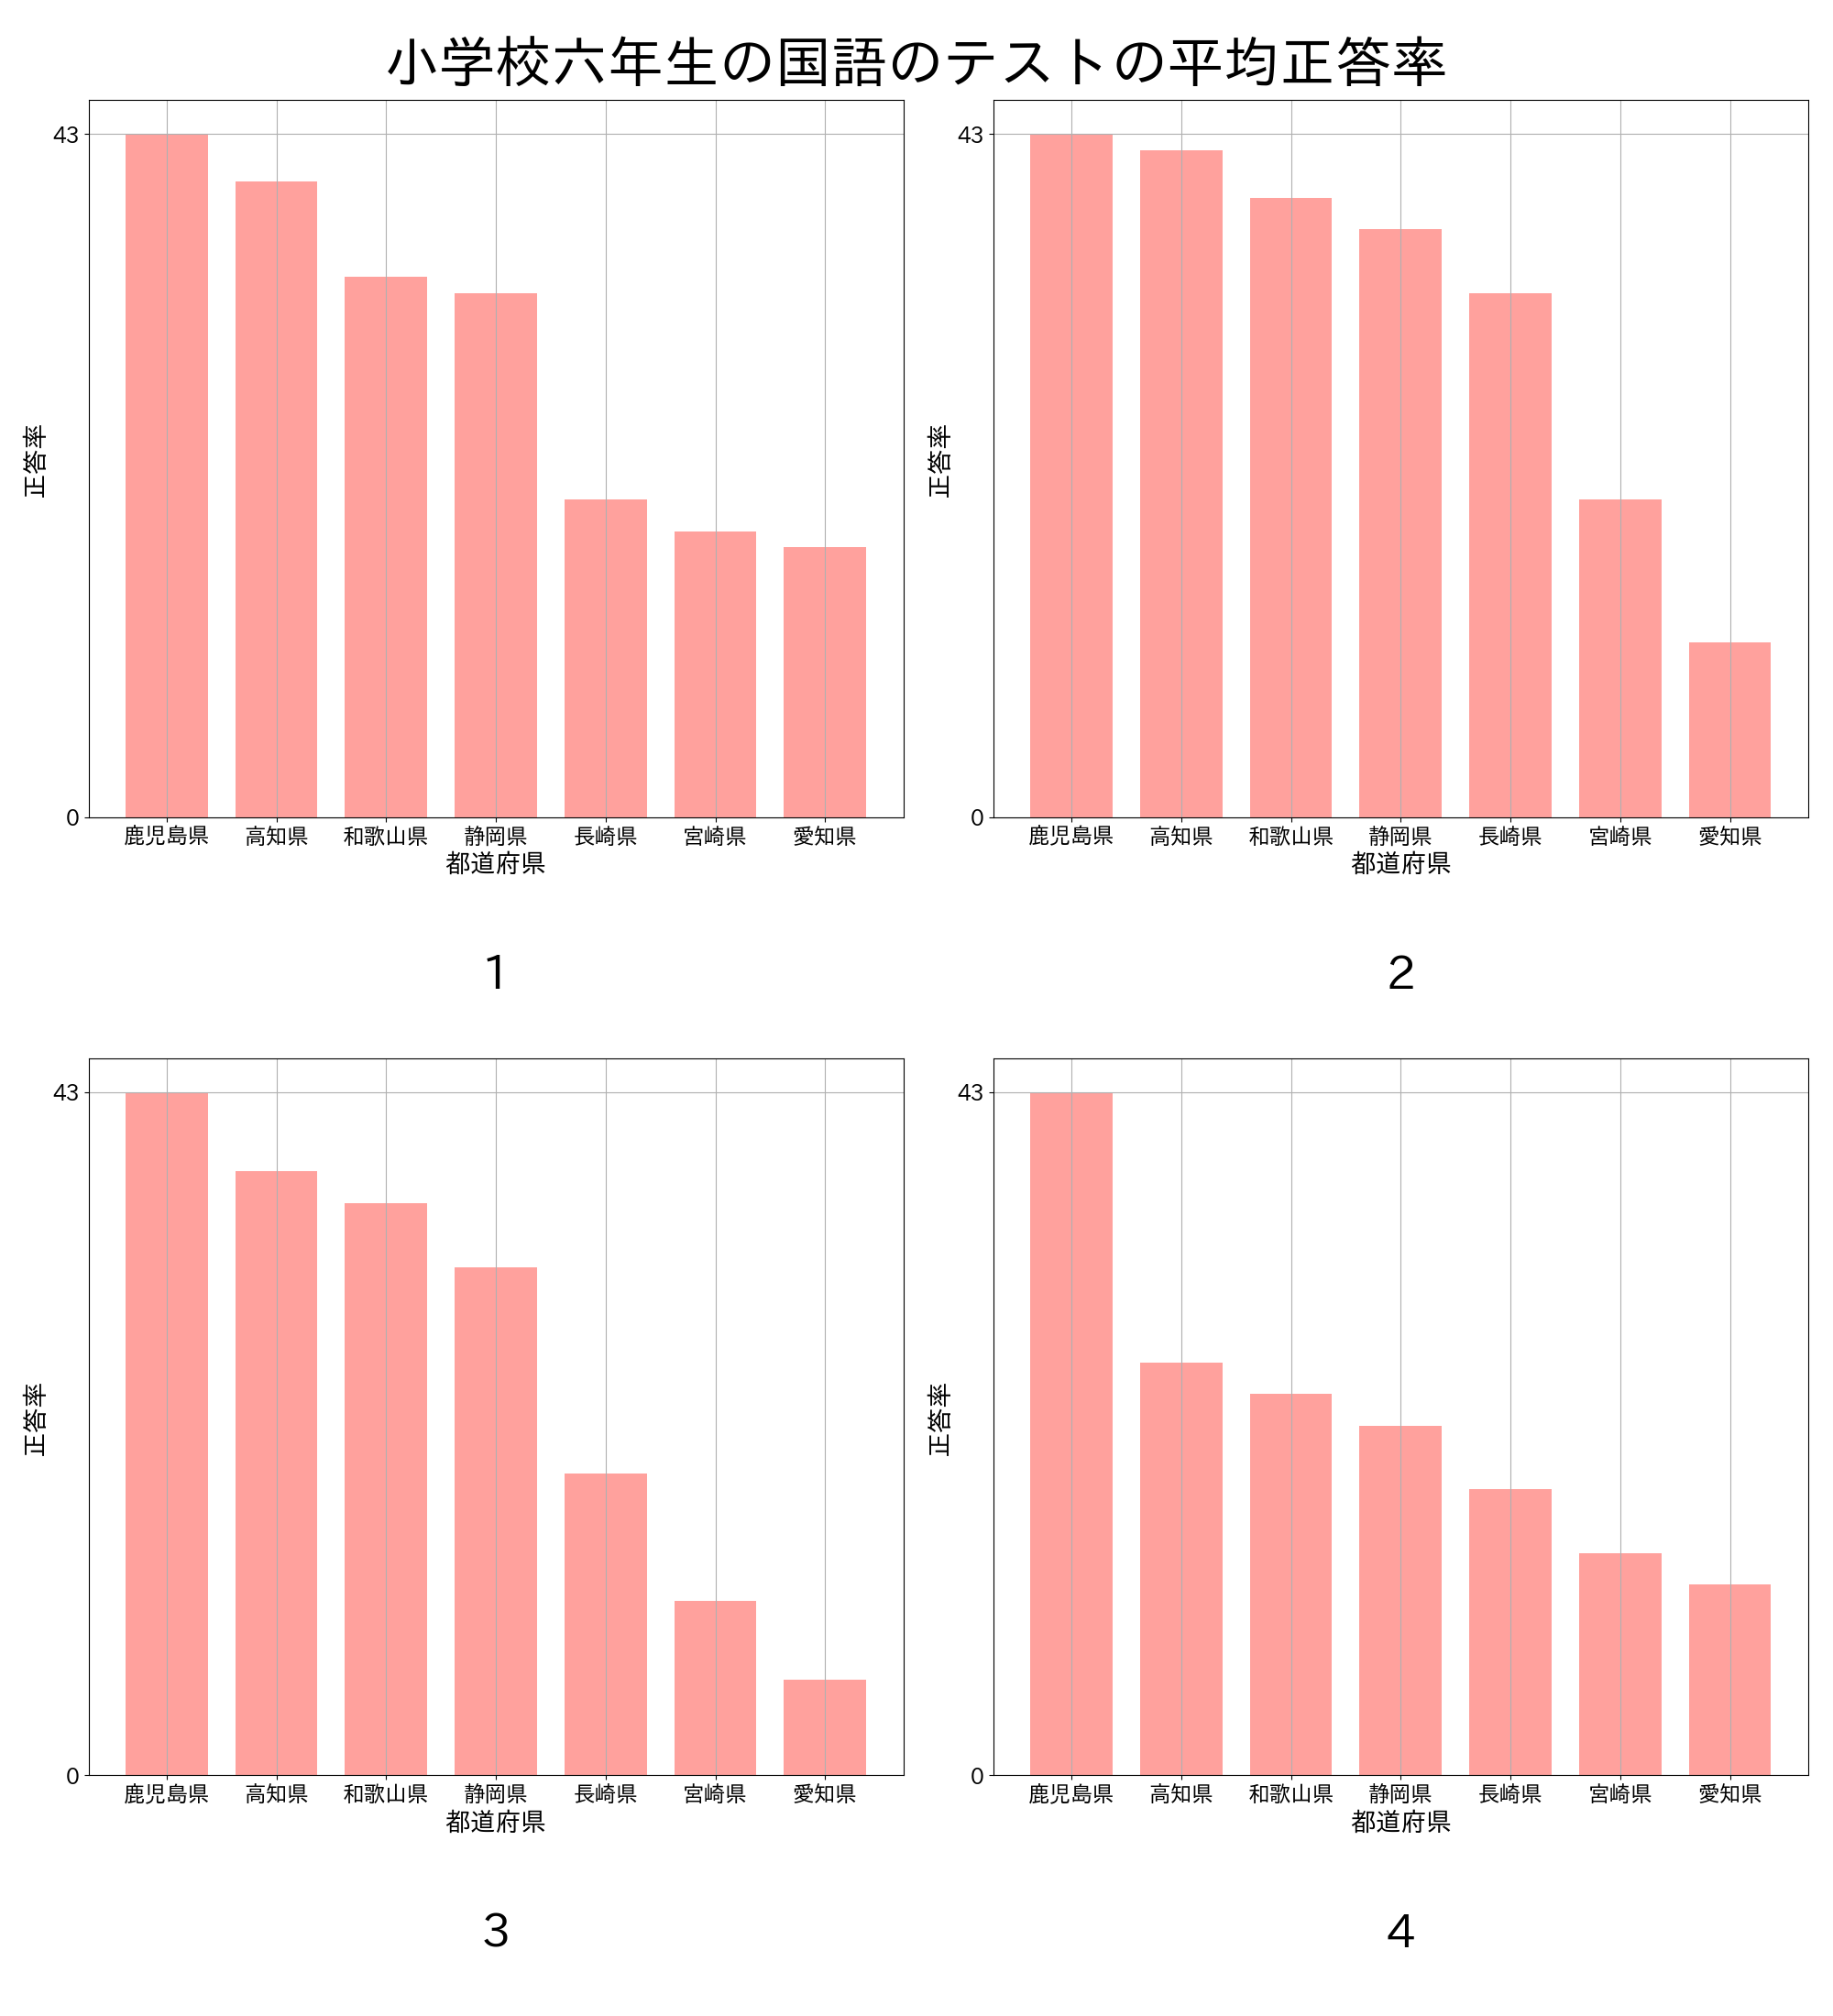 小学校六年生の国語のテストの平均正答率
43
0
正答率
鹿児島県 高知県 和歌山県 静岡県 長崎県 宮崎県 愛知県
都道府県
1
43
0
正答率
鹿児島県 高知県 和歌山県 静岡県 長崎県 宮崎県 愛知県
都道府県
2
43
0
正答率
鹿児島県 高知県 和歌山県 静岡県 長崎県 宮崎県 愛知県
都道府県
3
43
0
正答率
鹿児島県 高知県 和歌山県 静岡県 長崎県 宮崎県 愛知県
都道府県
4